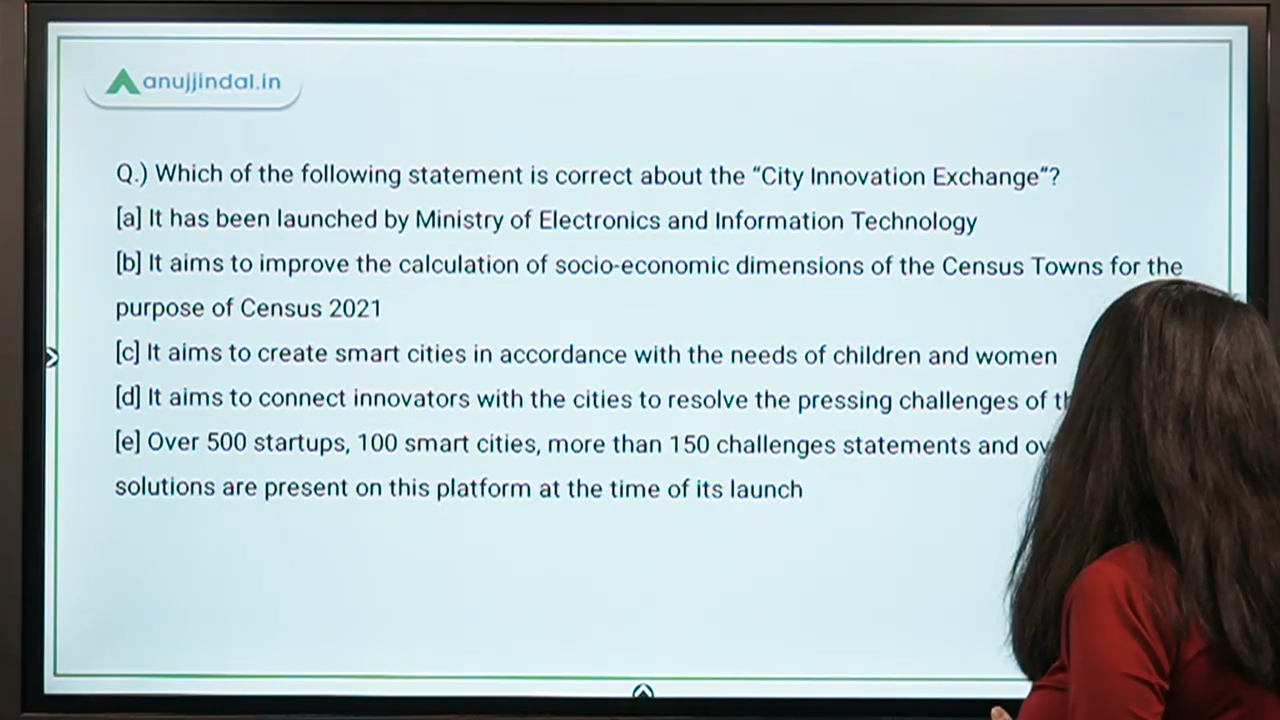 anujjindal.in
Q.) Which of the following statement is correct about the “City Innovation Exchange“?
[a] It has been launched by Ministry of Electronics and Information Technology
[b] It aims to improve the calculation of socio-economic dimensions of the Census Towns for the
purpose of Census 2021
[c] It aims to create smart cities in accordance with the needs of children and women
[d] It aims to connect innovators with the cities to resolve the pressing challenges of
[e] Over 500 startups, 100 smart cities, more than 150 challenges statements and
solutions are present on this platform at the time of its launch